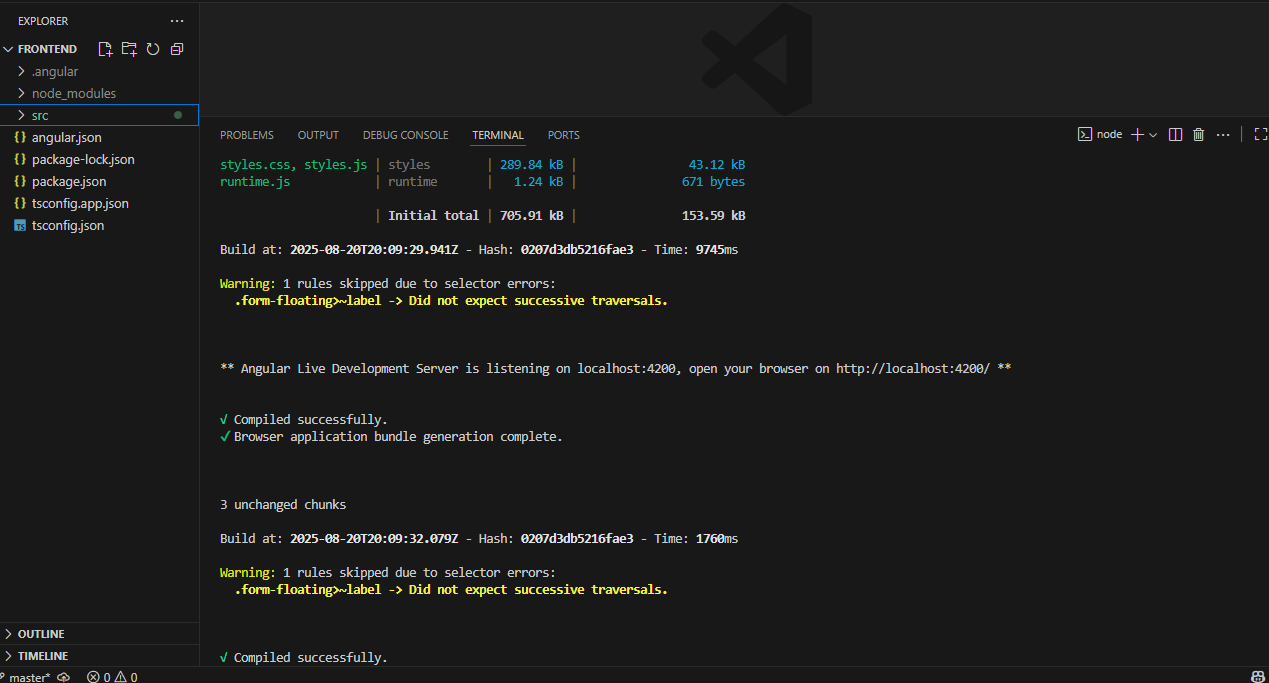 EXPLORER
FRONTEND
.angular
node_modules
src
{} angular.json
{} package-lock.json
{} package.json
{} tsconfig.app.json
TS tsconfig.json
OUTLINE
TIMELINE
PROBLEMS OUTPUT DEBUG CONSOLE TERMINAL PORTS
node
styles.css, styles.js | styles | 289.84 kB | 43.12 kB
runtime.js | runtime | 1.24 kB | 671 bytes
| Initial total | 705.91 kB | 153.59 kB
Build at: 2025-08-20T20:09:29.941Z - Hash: 0207d3db5216fae3 - Time: 9745ms
Warning: 1 rules skipped due to selector errors:
.form-floating>~label -> Did not expect successive traversals.
** Angular Live Development Server is listening on localhost:4200, open your browser on http://localhost:4200/ **
√ Compiled successfully.
✔ Browser application bundle generation complete.
3 unchanged chunks
Build at: 2025-08-20T20:09:32.079Z - Hash: 0207d3db5216fae3 - Time: 1760ms
Warning: 1 rules skipped due to selector errors:
.form-floating>~label -> Did not expect successive traversals.
√ Compiled successfully.
master* 0 0